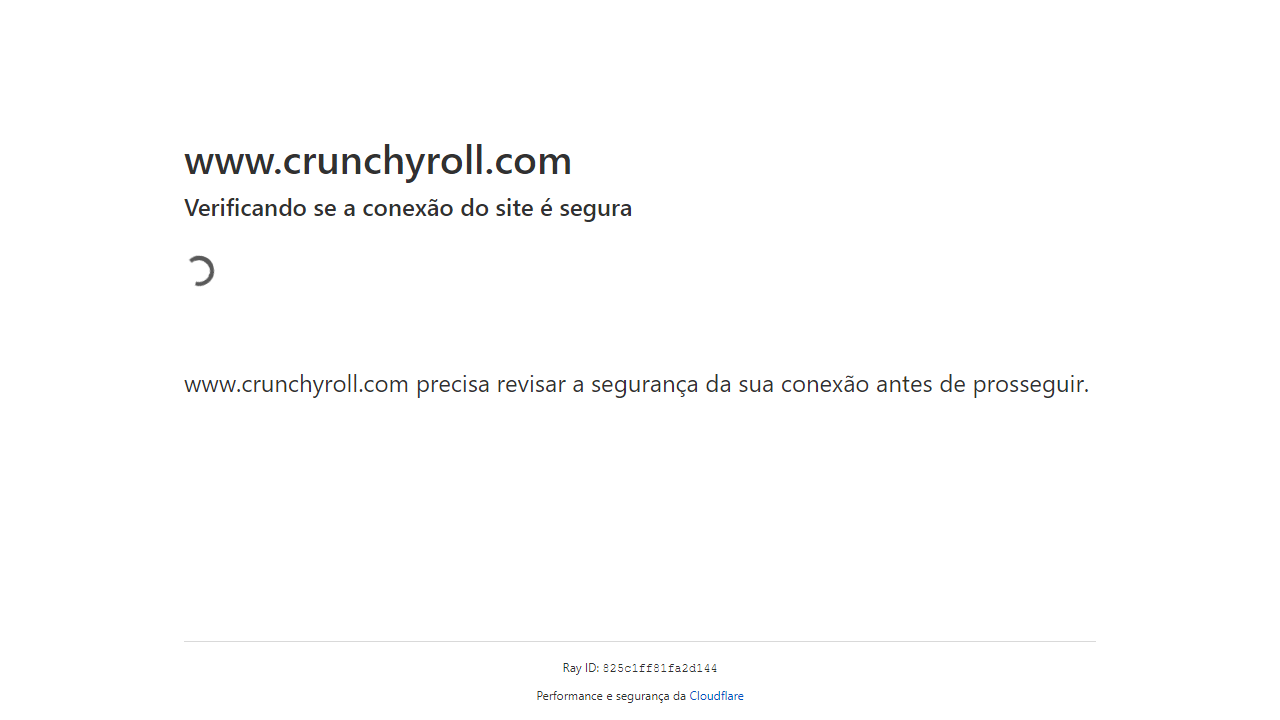 www.crunchyroll.com
Verificando se a conexão do site é segura
www.crunchyroll.com precisa revisar a segurança da sua conexão antes de prosseguir.
Ray ID: 825c1ff81fa2d144
Performance e segurança da Cloudflare